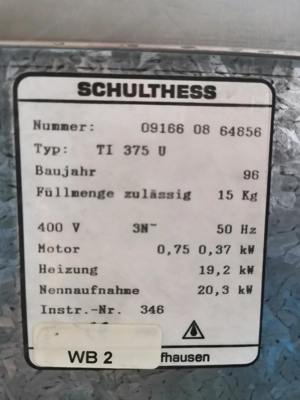 SCHULTHESS
Nummer: 09166 08 64856
Typ: TI 375 U
Baujahr 96
Füllmenge zulässig 15 Kg
400 V 3N~ 50 Hz
Motor 0,75 0,37 kW
Heizung 19,2 kW
Nennaufnahme 20,3 kW
Instr.-Nr. 346
WB 2 fhausen